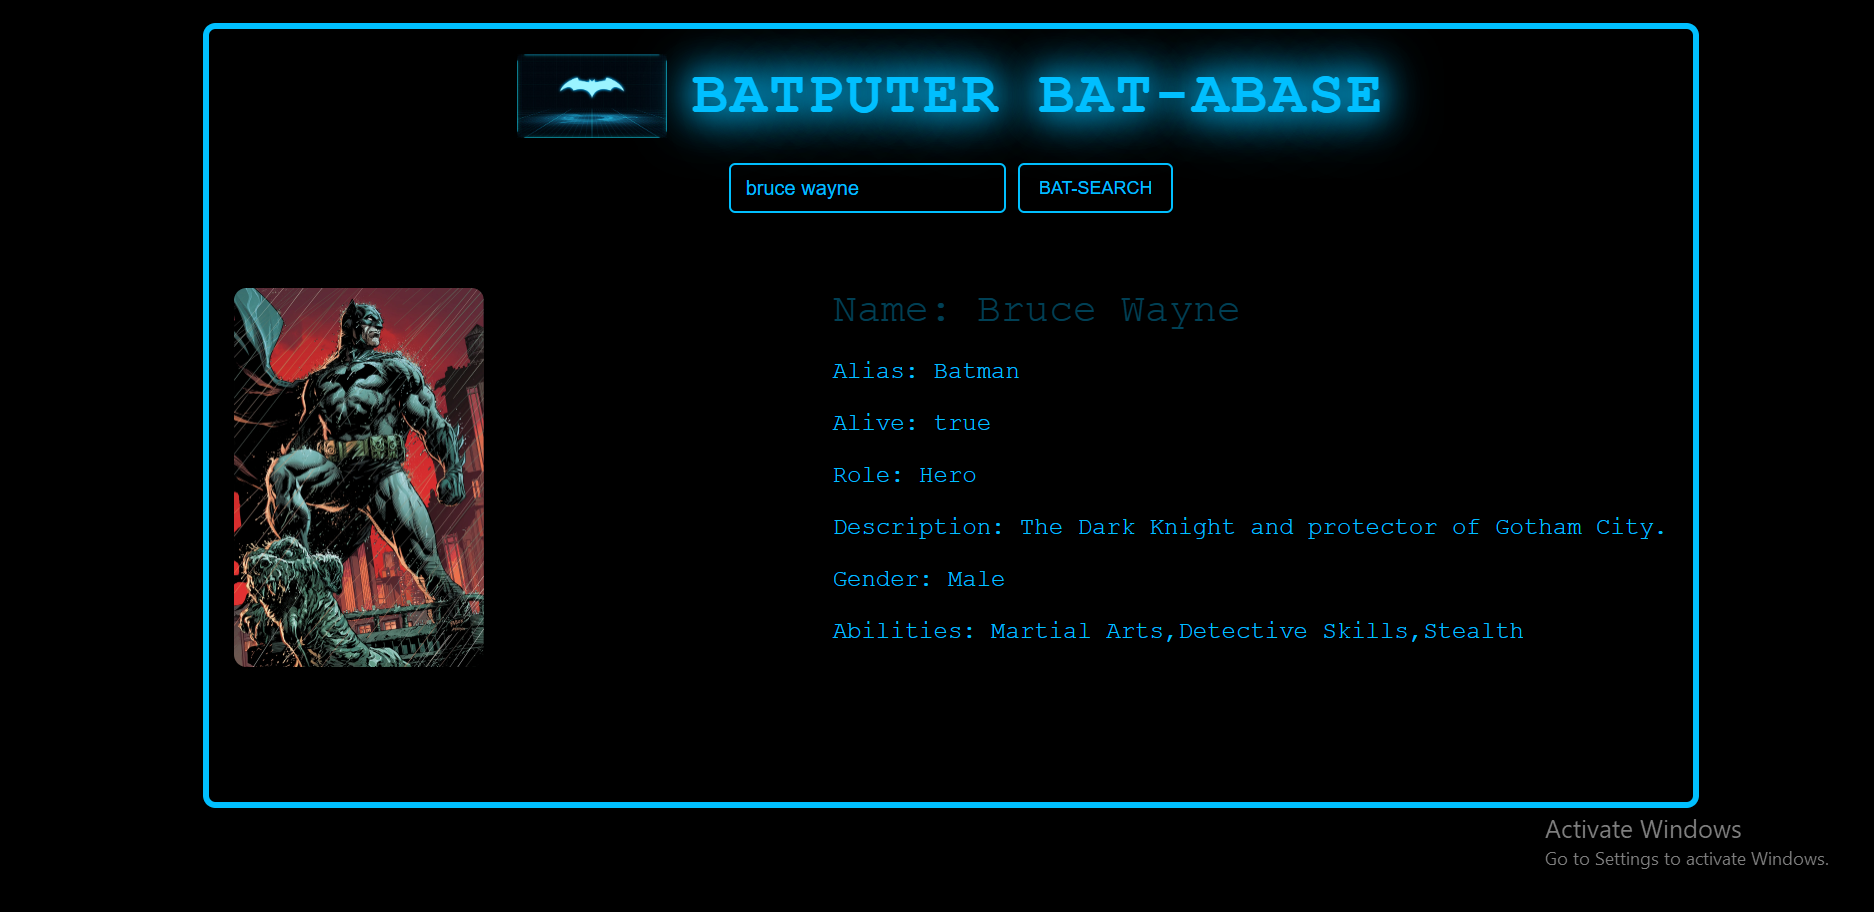 BATPUTER BAT-ABASE
bruce wayne
BAT-SEARCH
Name: Bruce Wayne
Alias: Batman
Alive: true
Role: Hero
Description: The Dark Knight and protector of Gotham City.
Gender: Male
Abilities: Martial Arts,Detective Skills,Stealth
Activate Windows
Go to Settings to activate Windows.